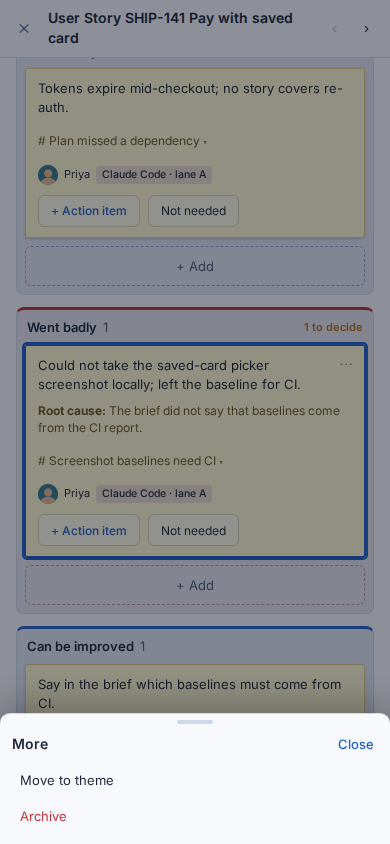 User Story SHIP-141 Pay with saved
card
Tokens expire mid-checkout; no story covers re-
auth.
# Plan missed a dependency
Priya Claude Code · lane A
+ Action item Not needed
+ Add
Went badly 1 1 to decide
Could not take the saved-card picker
screenshot locally; left the baseline for CI.
Root cause: The brief did not say that baselines come
from the CI report.
# Screenshot baselines need CI
Priya Claude Code · lane A
+ Action item Not needed
+ Add
Can be improved 1
Say in the brief which baselines must come from
CI.
More Close
Move to theme
Archive